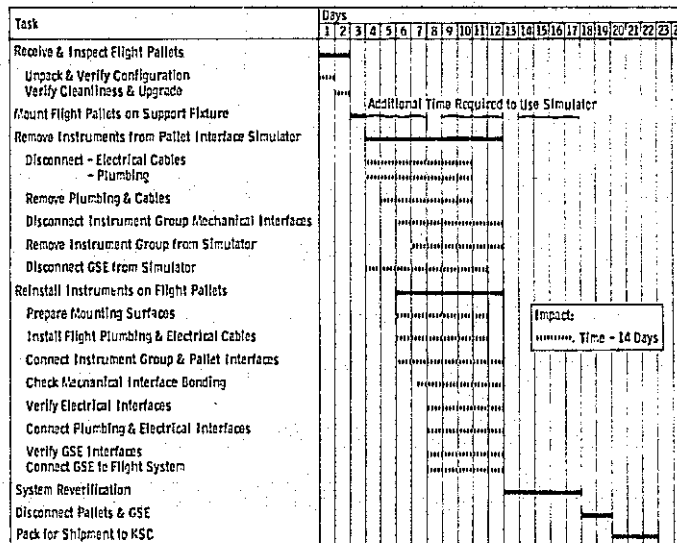 Task
Days
1 2 3 4 5 6 7 8 9 10 11 12 13 14 15 16 17 18 19 20 21 22 23
Receive & Inspect Flight Pallets
Unpack & Verify Configuration
Verify Cleanliness & Upgrade
Mount Flight Pallets on Support Fixture
Additional Time Required to Use Simulator
Remove Instruments from Pallet Interface Simulator
Disconnect - Electrical Cables
- Plumbing
Remove Plumbing & Cables
Disconnect Instrument Group Mechanical Interfaces
Remove Instrument Group from Simulator
Disconnect GSE from Simulator
Reinstall Instruments on Flight Pallets
Prepare Mounting Surfaces
Install Flight Plumbing & Electrical Cables
Connect Instrument Group & Pallet Interfaces
Check Mechanical Interface Bonding
Verify Electrical Interfaces
Connect Plumbing & Electrical Interfaces
Verify GSE Interfaces
Connect GSE to Flight System
System Reverification
Disconnect Pallets & GSE
Pack for Shipment to KSC
Impact:
Time - 14 Days